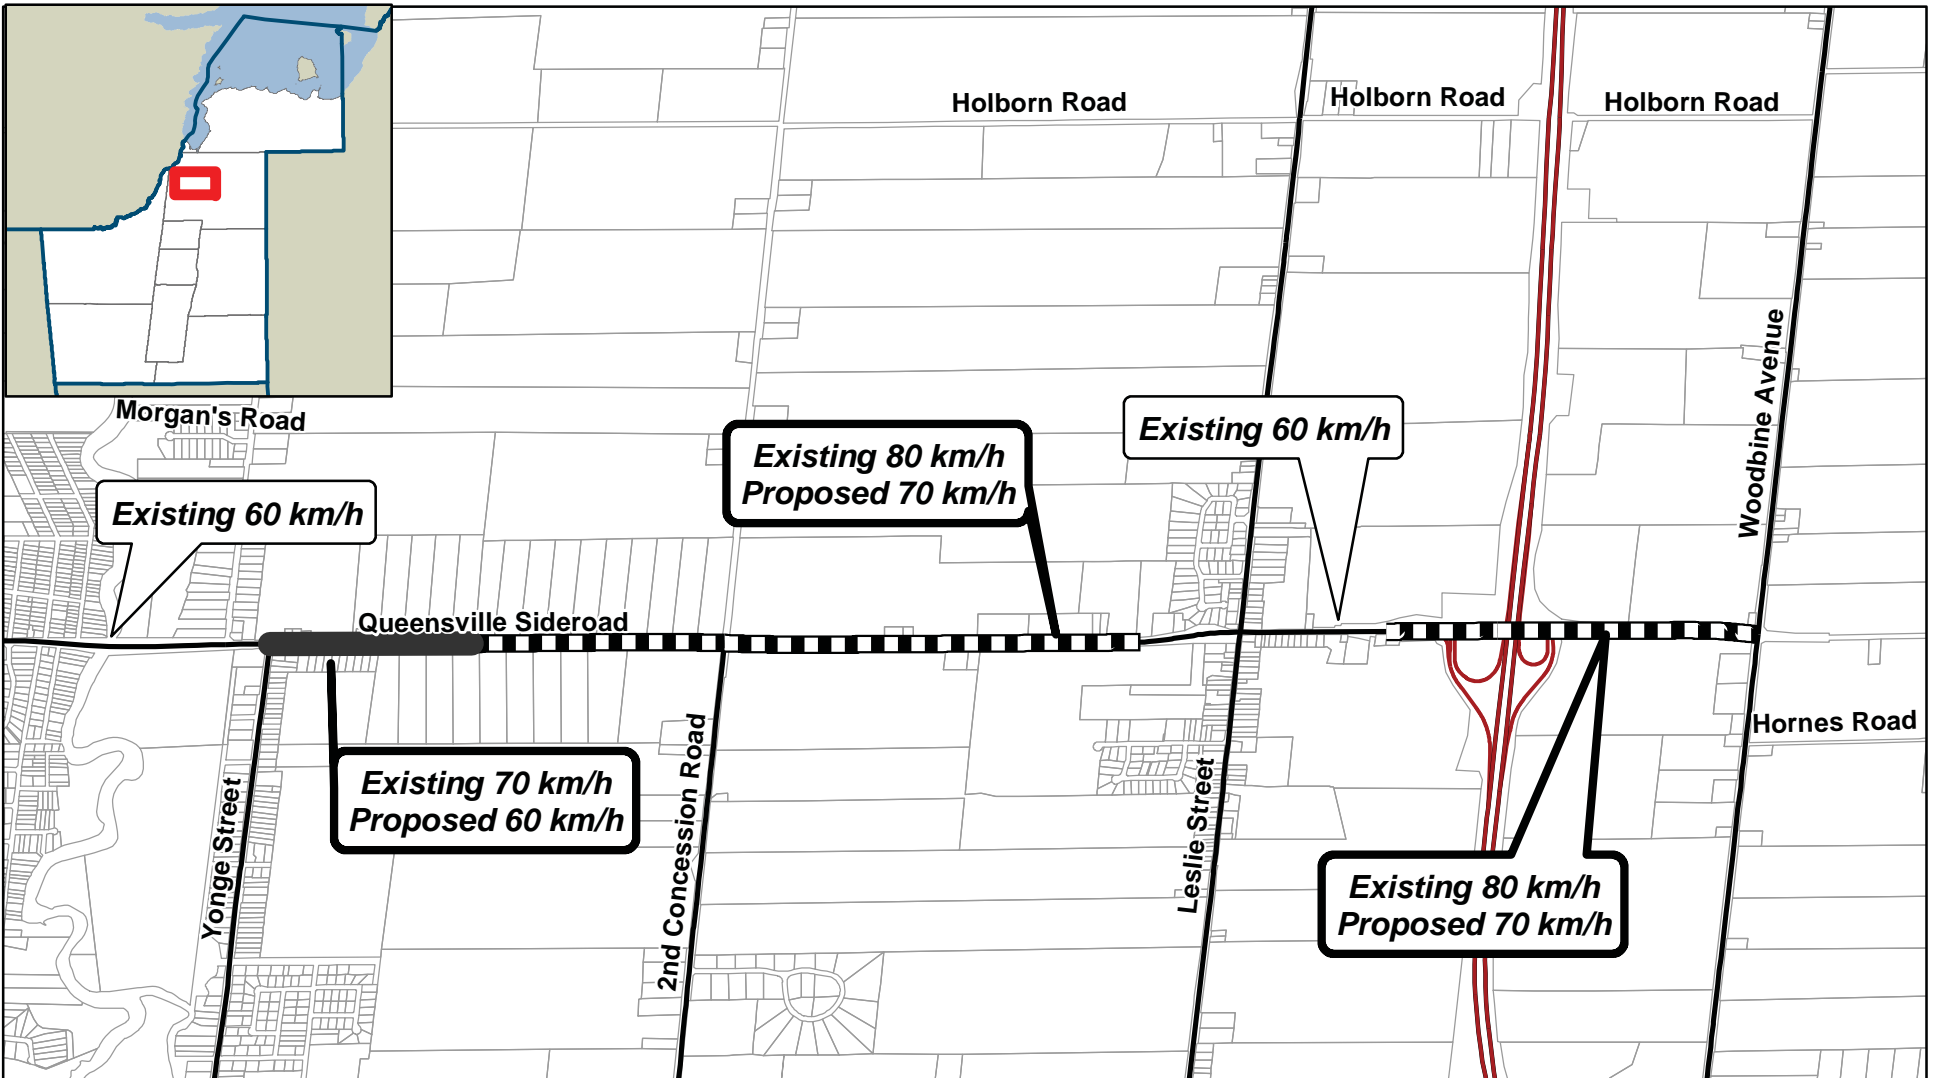 Holborn Road
Holborn Road
Holborn Road
Morgan's Road
Existing 60 km/h
Existing 80 km/h
Proposed 70 km/h
Existing 60 km/h
Woodbine Avenue
Queensville Sideroad
Hornes Road
Existing 70 km/h
Proposed 60 km/h
Yonge Street
2nd Concession Road
Leslie Street
Existing 80 km/h
Proposed 70 km/h